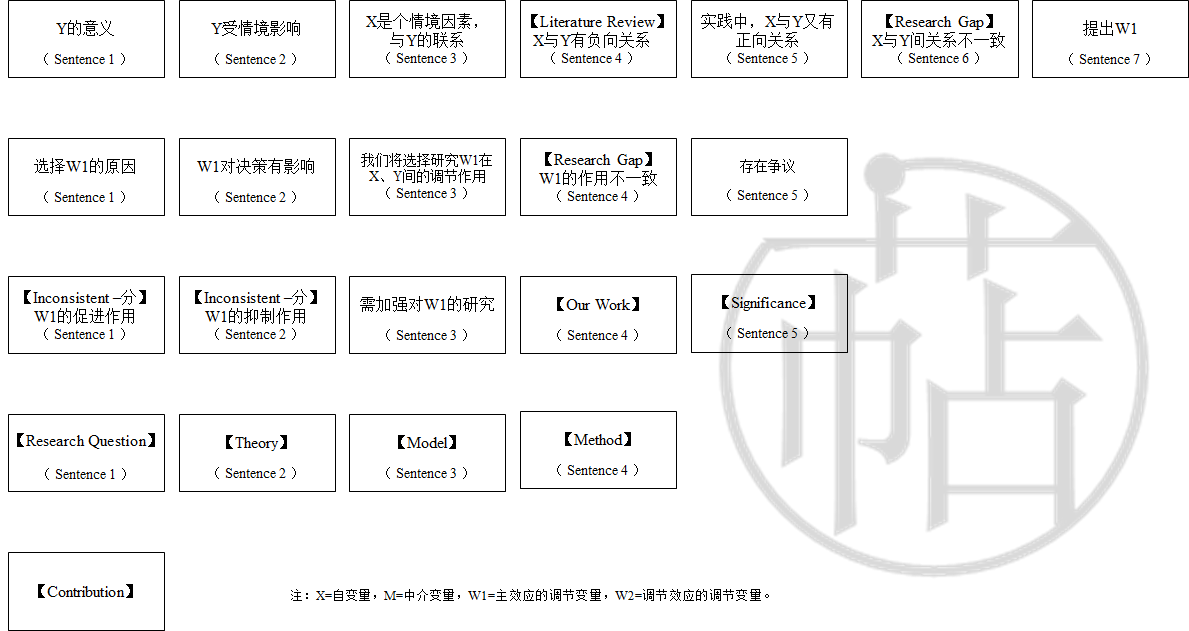 Y的意义
（ Sentence 1 ）
Y受情境影响
（ Sentence 2 ）
X是个情境因素，
与Y的联系
（ Sentence 3 ）
【Literature Review】
X与Y有负向关系
（ Sentence 4 ）
实践中，X与Y又有
正向关系
（ Sentence 5 ）
【Research Gap】
X与Y间关系不一致
（ Sentence 6 ）
提出W1
（ Sentence 7 ）
选择W1的原因
（ Sentence 1 ）
W1对决策有影响
（ Sentence 2 ）
我们将选择研究W1在
X、Y间的调节作用
（ Sentence 3 ）
【Research Gap】
W1的作用不一致
（ Sentence 4 ）
存在争议
（ Sentence 5 ）
【Inconsistent –分】
W1的促进作用
（ Sentence 1 ）
【Inconsistent –分】
W1的抑制作用
（ Sentence 2 ）
需加强对W1的研究
（ Sentence 3 ）
【Our Work】
（ Sentence 4 ）
【Significance】
（ Sentence 5 ）
【Research Question】
（ Sentence 1 ）
【Theory】
（ Sentence 2 ）
【Model】
（ Sentence 3 ）
【Method】
（ Sentence 4 ）
【Contribution】
注：X=自变量，M=中介变量，W1=主效应的调节变量，W2=调节效应的调节变量。
帖